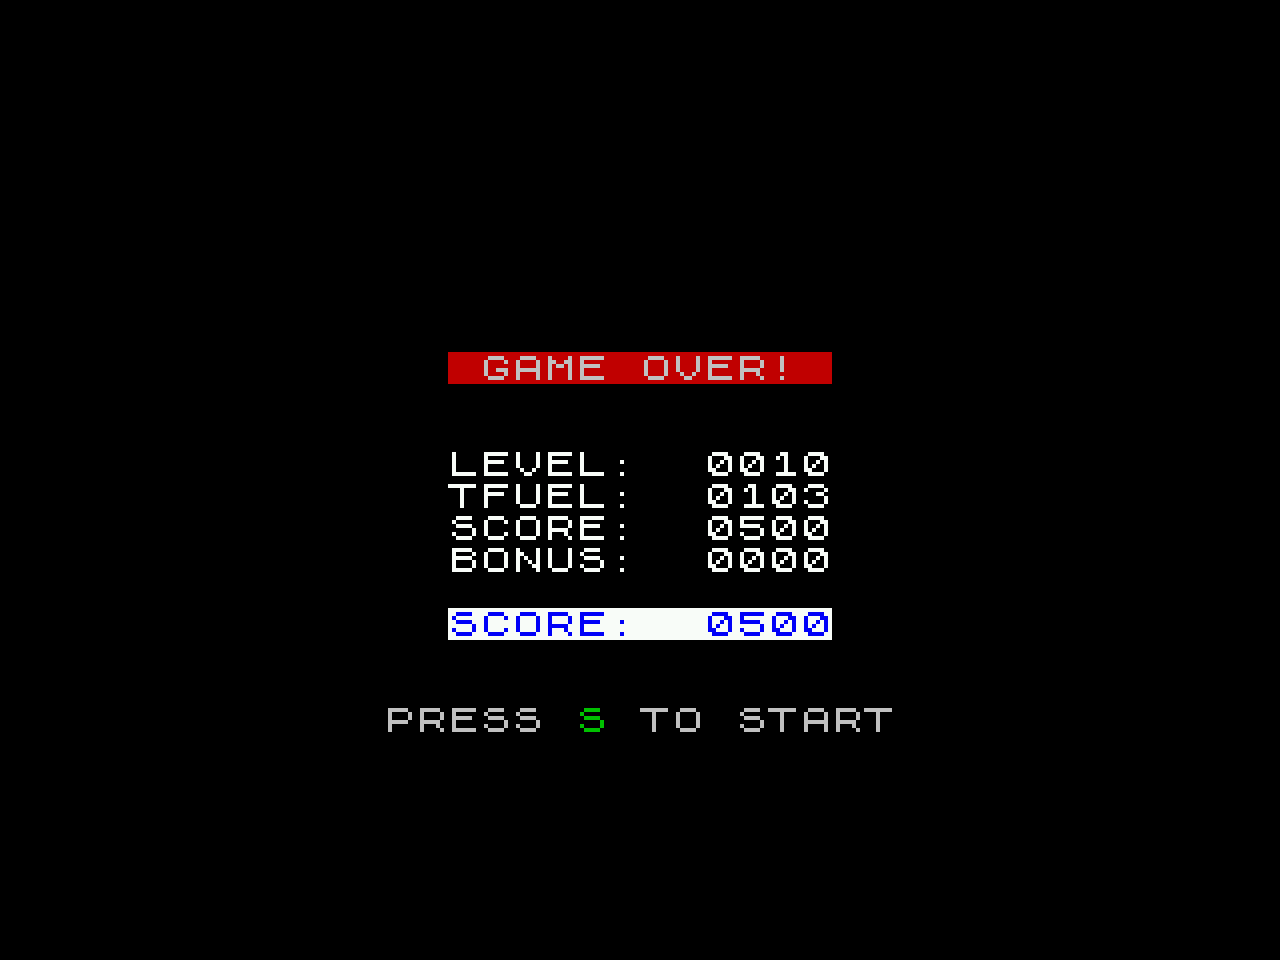 GAME OVER!
LEVEL: 0010
TFUEL: 0103
SCORE: 0500
BONUS: 0000
SCORE: 0500
PRESS S TO START